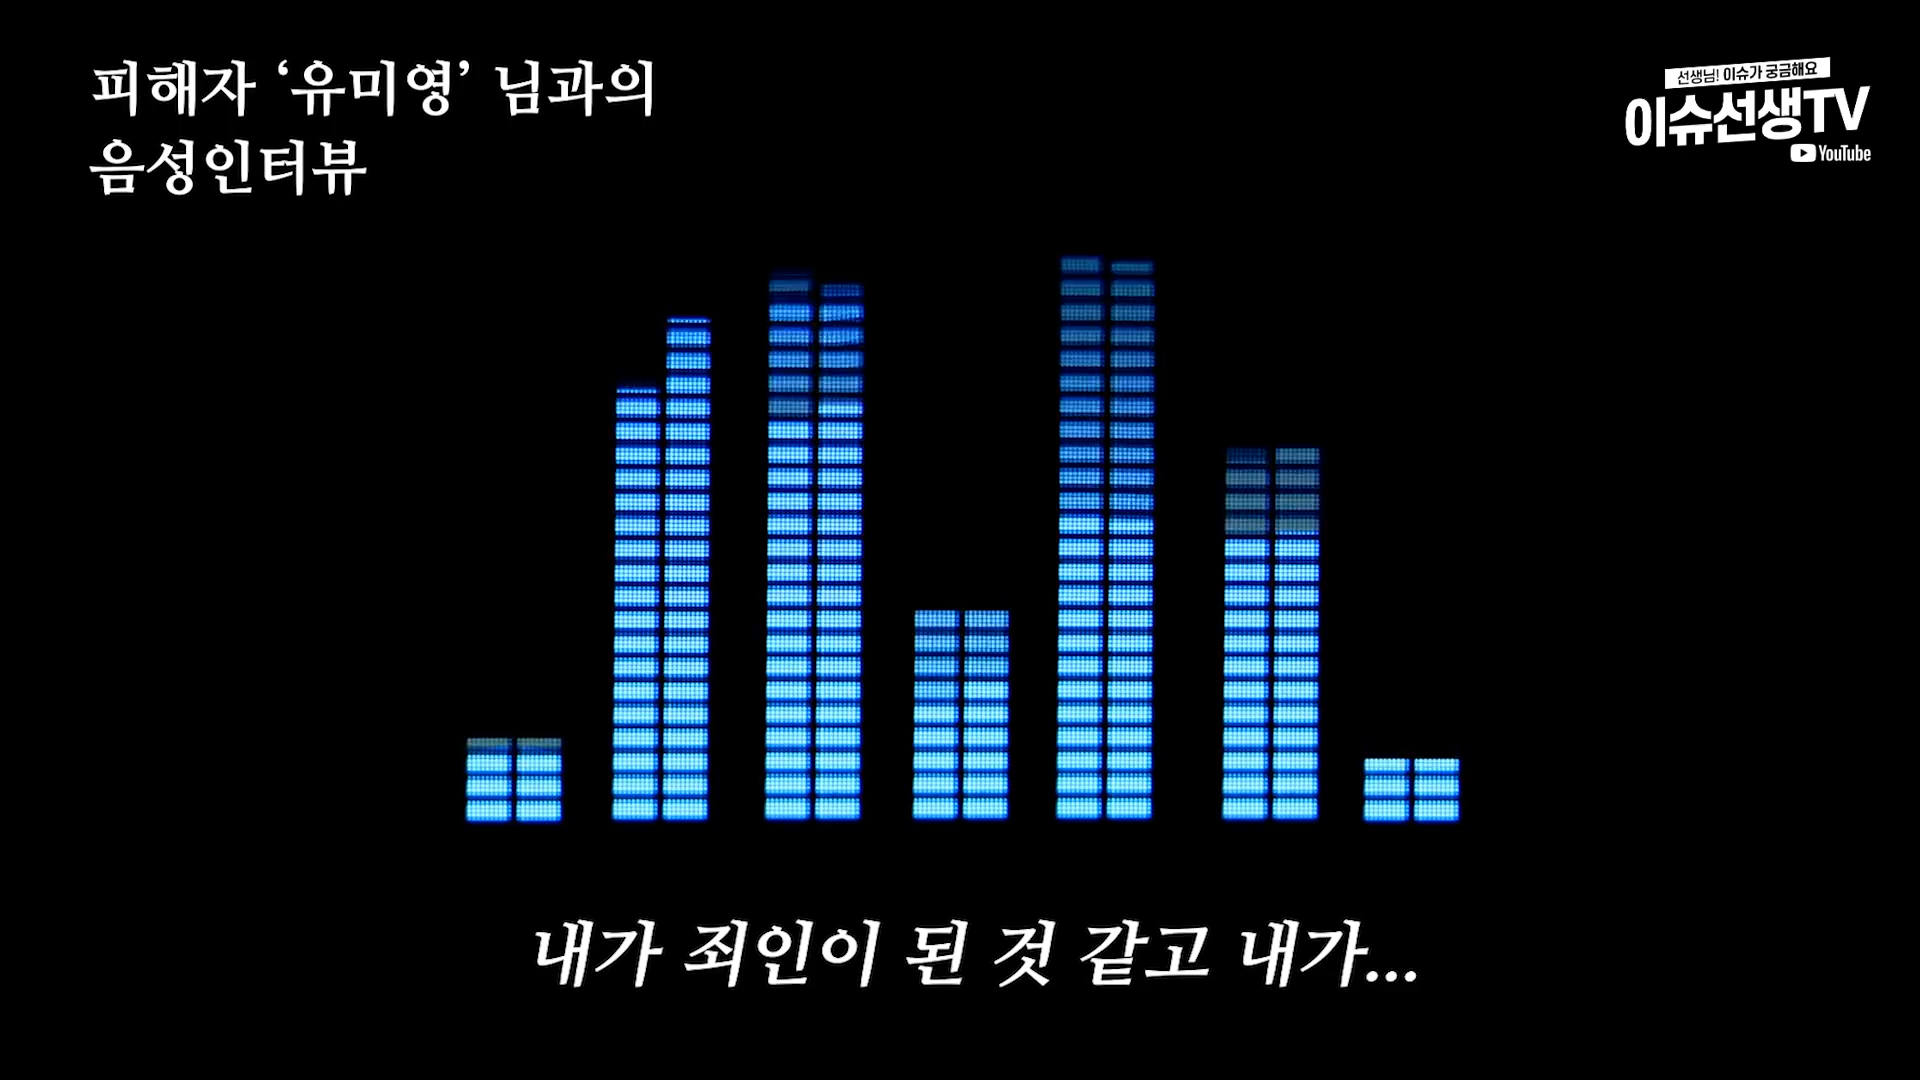 피해자 ‘유미영’ 님과의
음성인터뷰
선생님! 이슈가 궁금해요
이슈선생TV
YouTube
내가 죄인이 된 것 같고 내가...